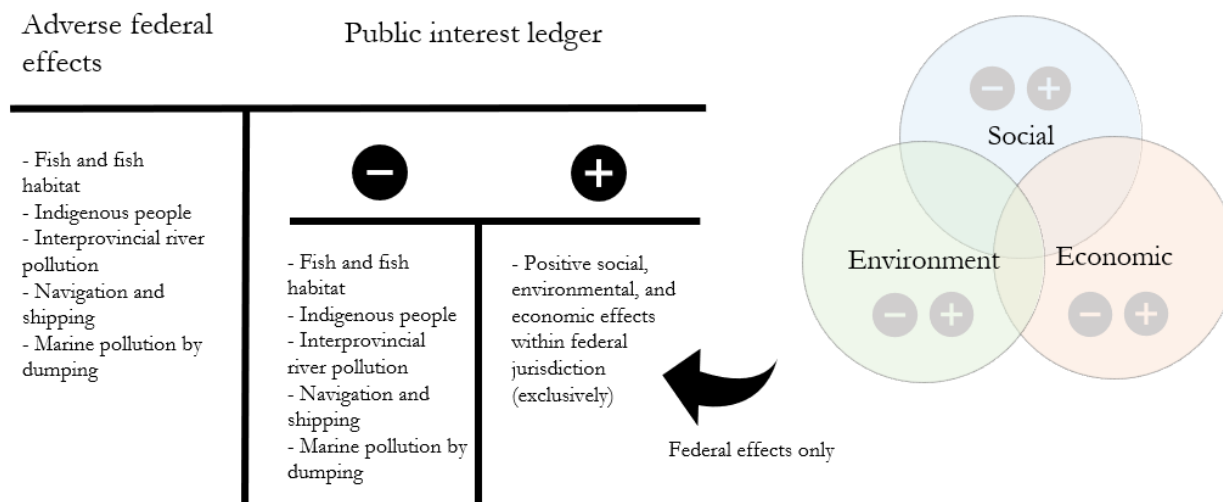 Adverse federal
effects
Public interest ledger
- Fish and fish
habitat
- Indigenous people
- Interprovincial river
pollution
- Navigation and
shipping
- Marine pollution by
dumping
−
+
- Fish and fish
habitat
- Indigenous people
- Interprovincial
river pollution
- Navigation and
shipping
- Marine pollution by
dumping
- Positive social,
environmental, and
economic effects
within federal
jurisdiction
(exclusively)
Federal effects only
− +
Social
Environment
− +
Economic
− +